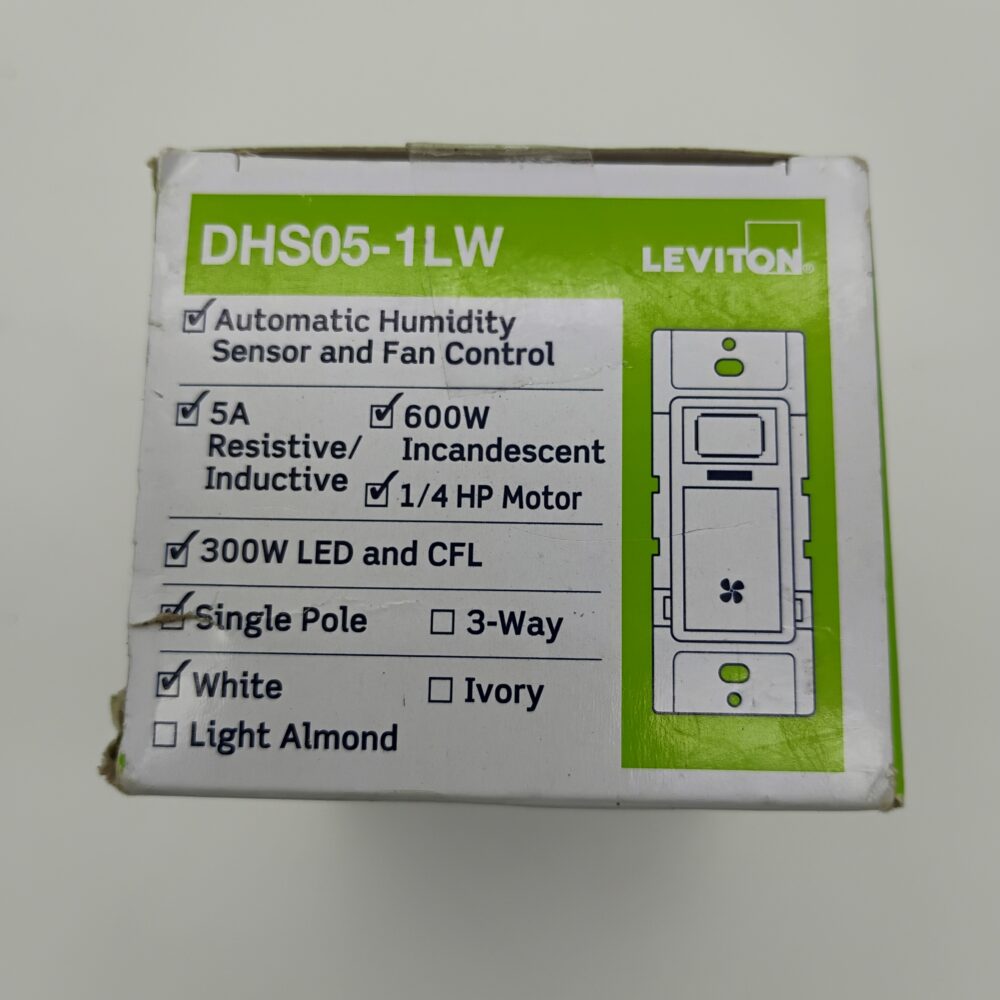 DHS05-1LW
LEVITON®
Automatic Humidity
Sensor and Fan Control
5A
Resistive/
Inductive
600W
Incandescent
1/4 HP Motor
300W LED and CFL
Single Pole
3-Way
White
Ivory
Light Almond